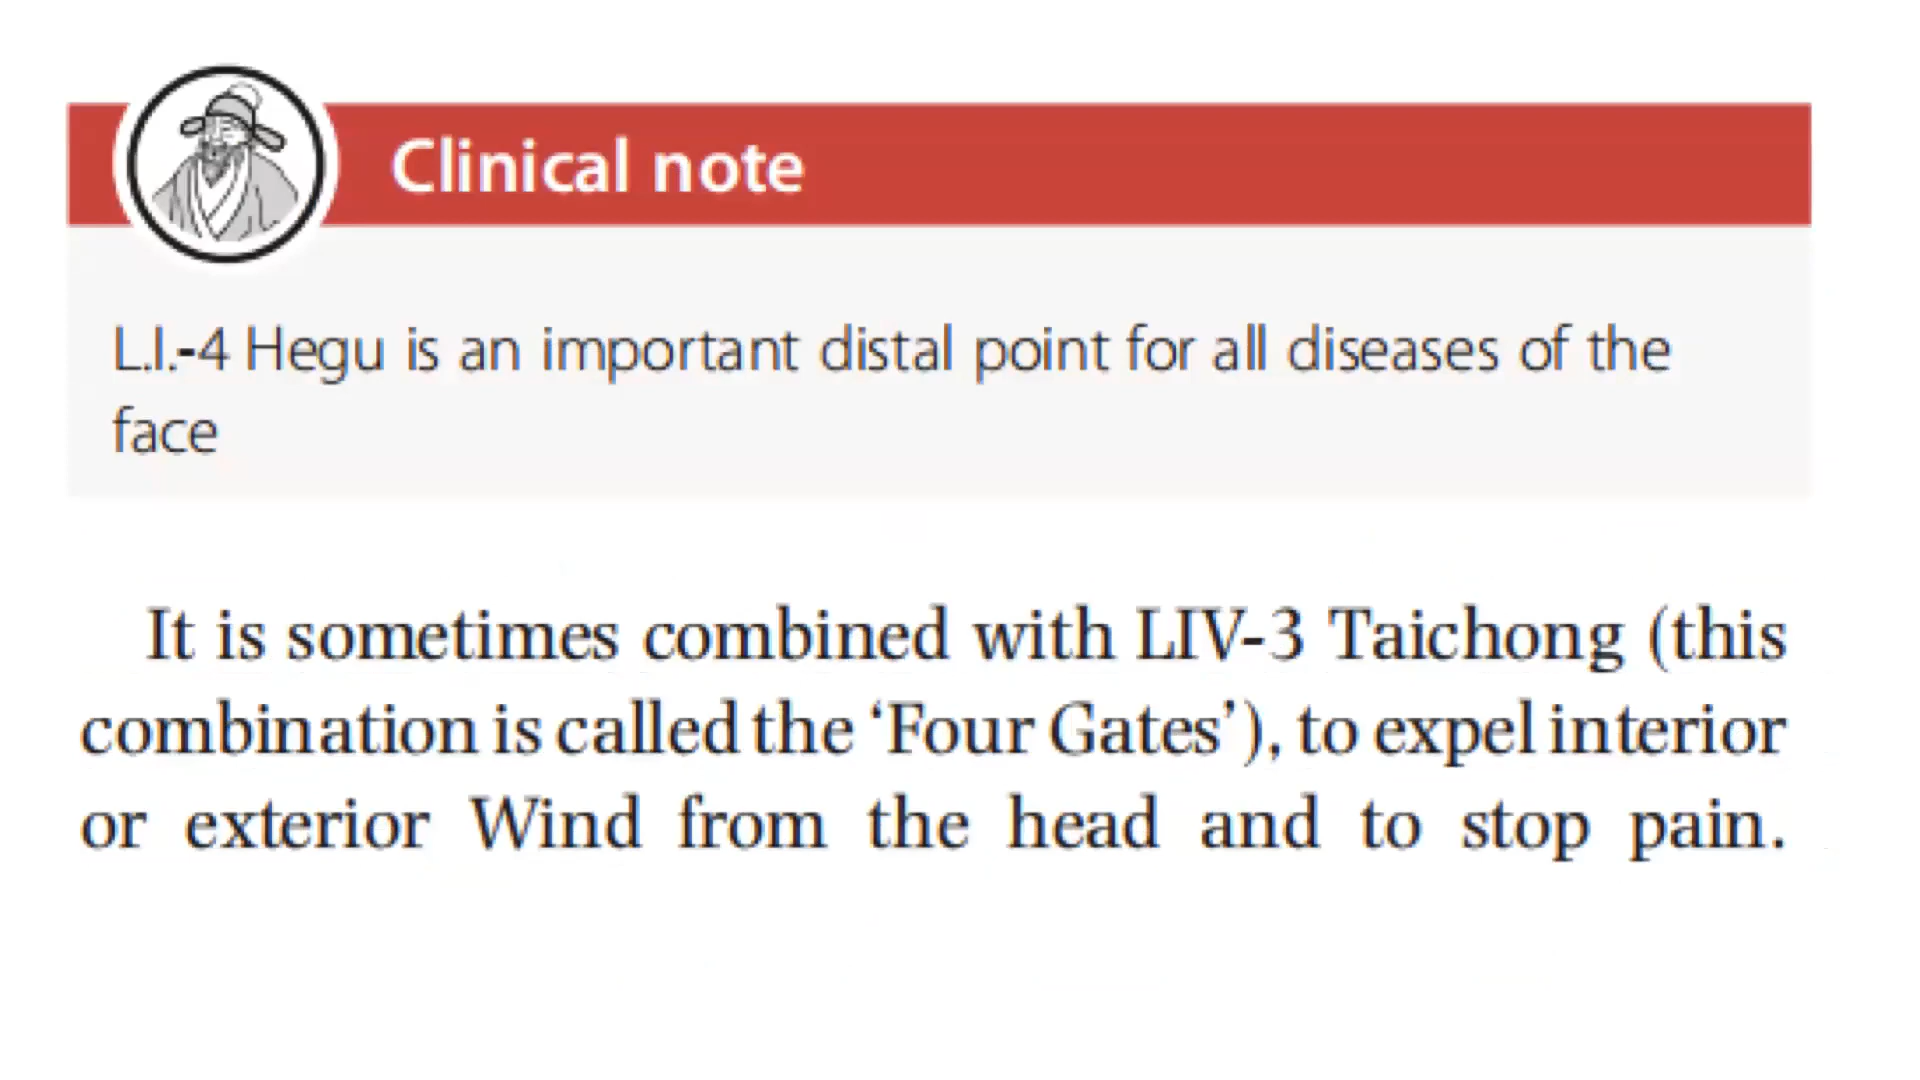 Clinical note
L.I.-4 Hegu is an important distal point for all diseases of the
face
It is sometimes combined with LIV-3 Taichong (this
combination is called the ‘Four Gates’), to expel interior
or exterior Wind from the head and to stop pain.